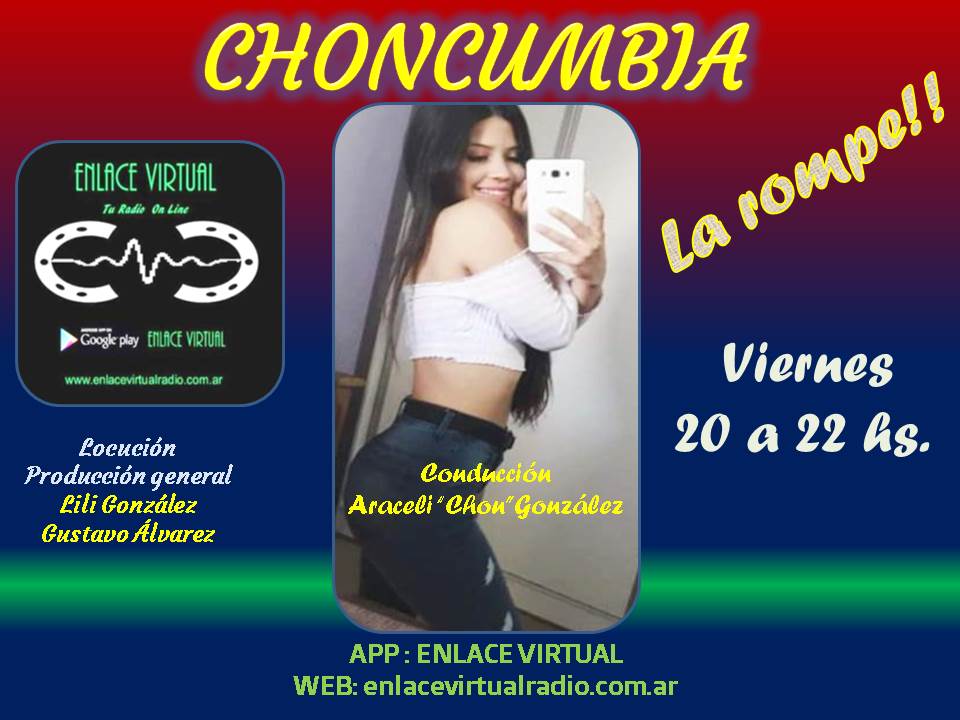 CHONCUMBIA
La rompe!!
ENLACE VIRTUAL
Tu Radio On Line
Google play ENLACE VIRTUAL
www.enlacevirtualradio.com.ar
Viernes
20 a 22 hs.
Locución
Producción general
Lili González
Gustavo Álvarez
Conducción
Araceli "Chon" González
APP : ENLACE VIRTUAL
WEB: enlacevirtualradio.com.ar